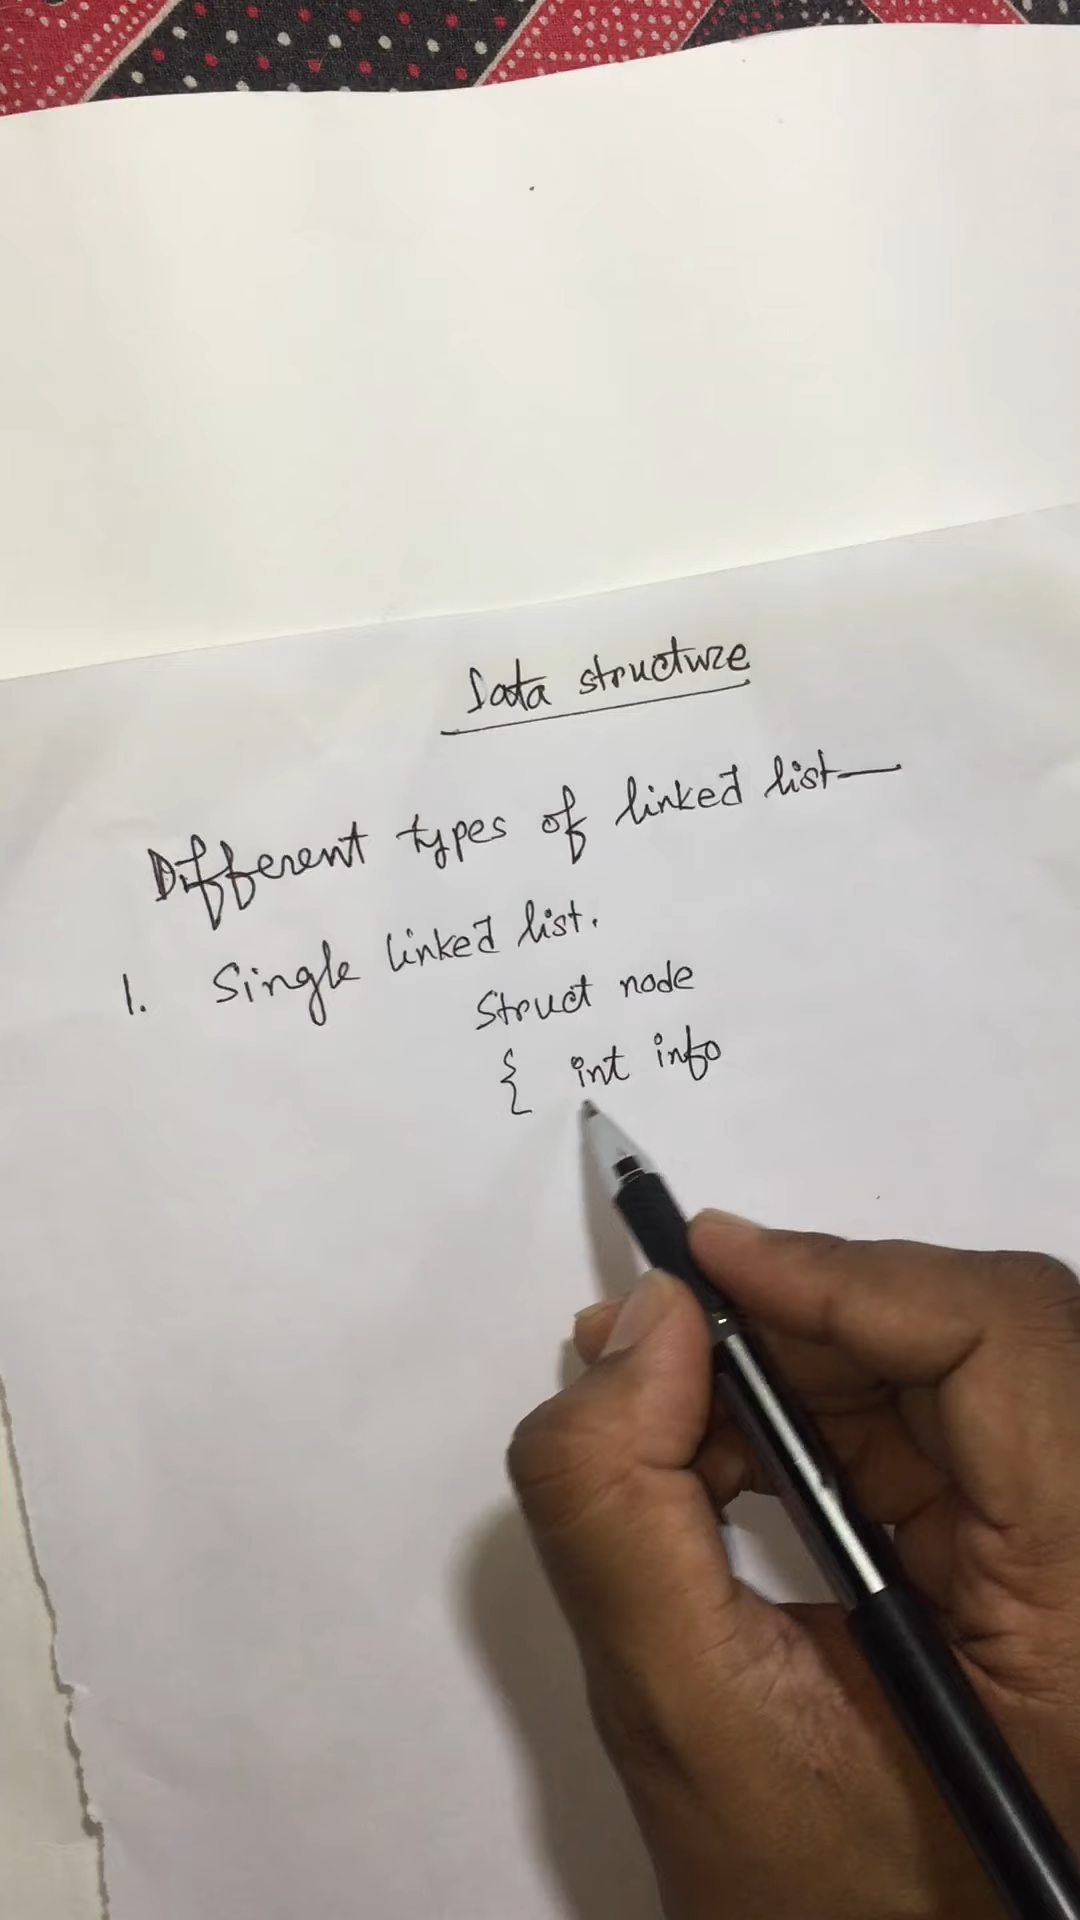 Data structure
Different types of linked list—
1. Single linked list.
Struct node
{ int info